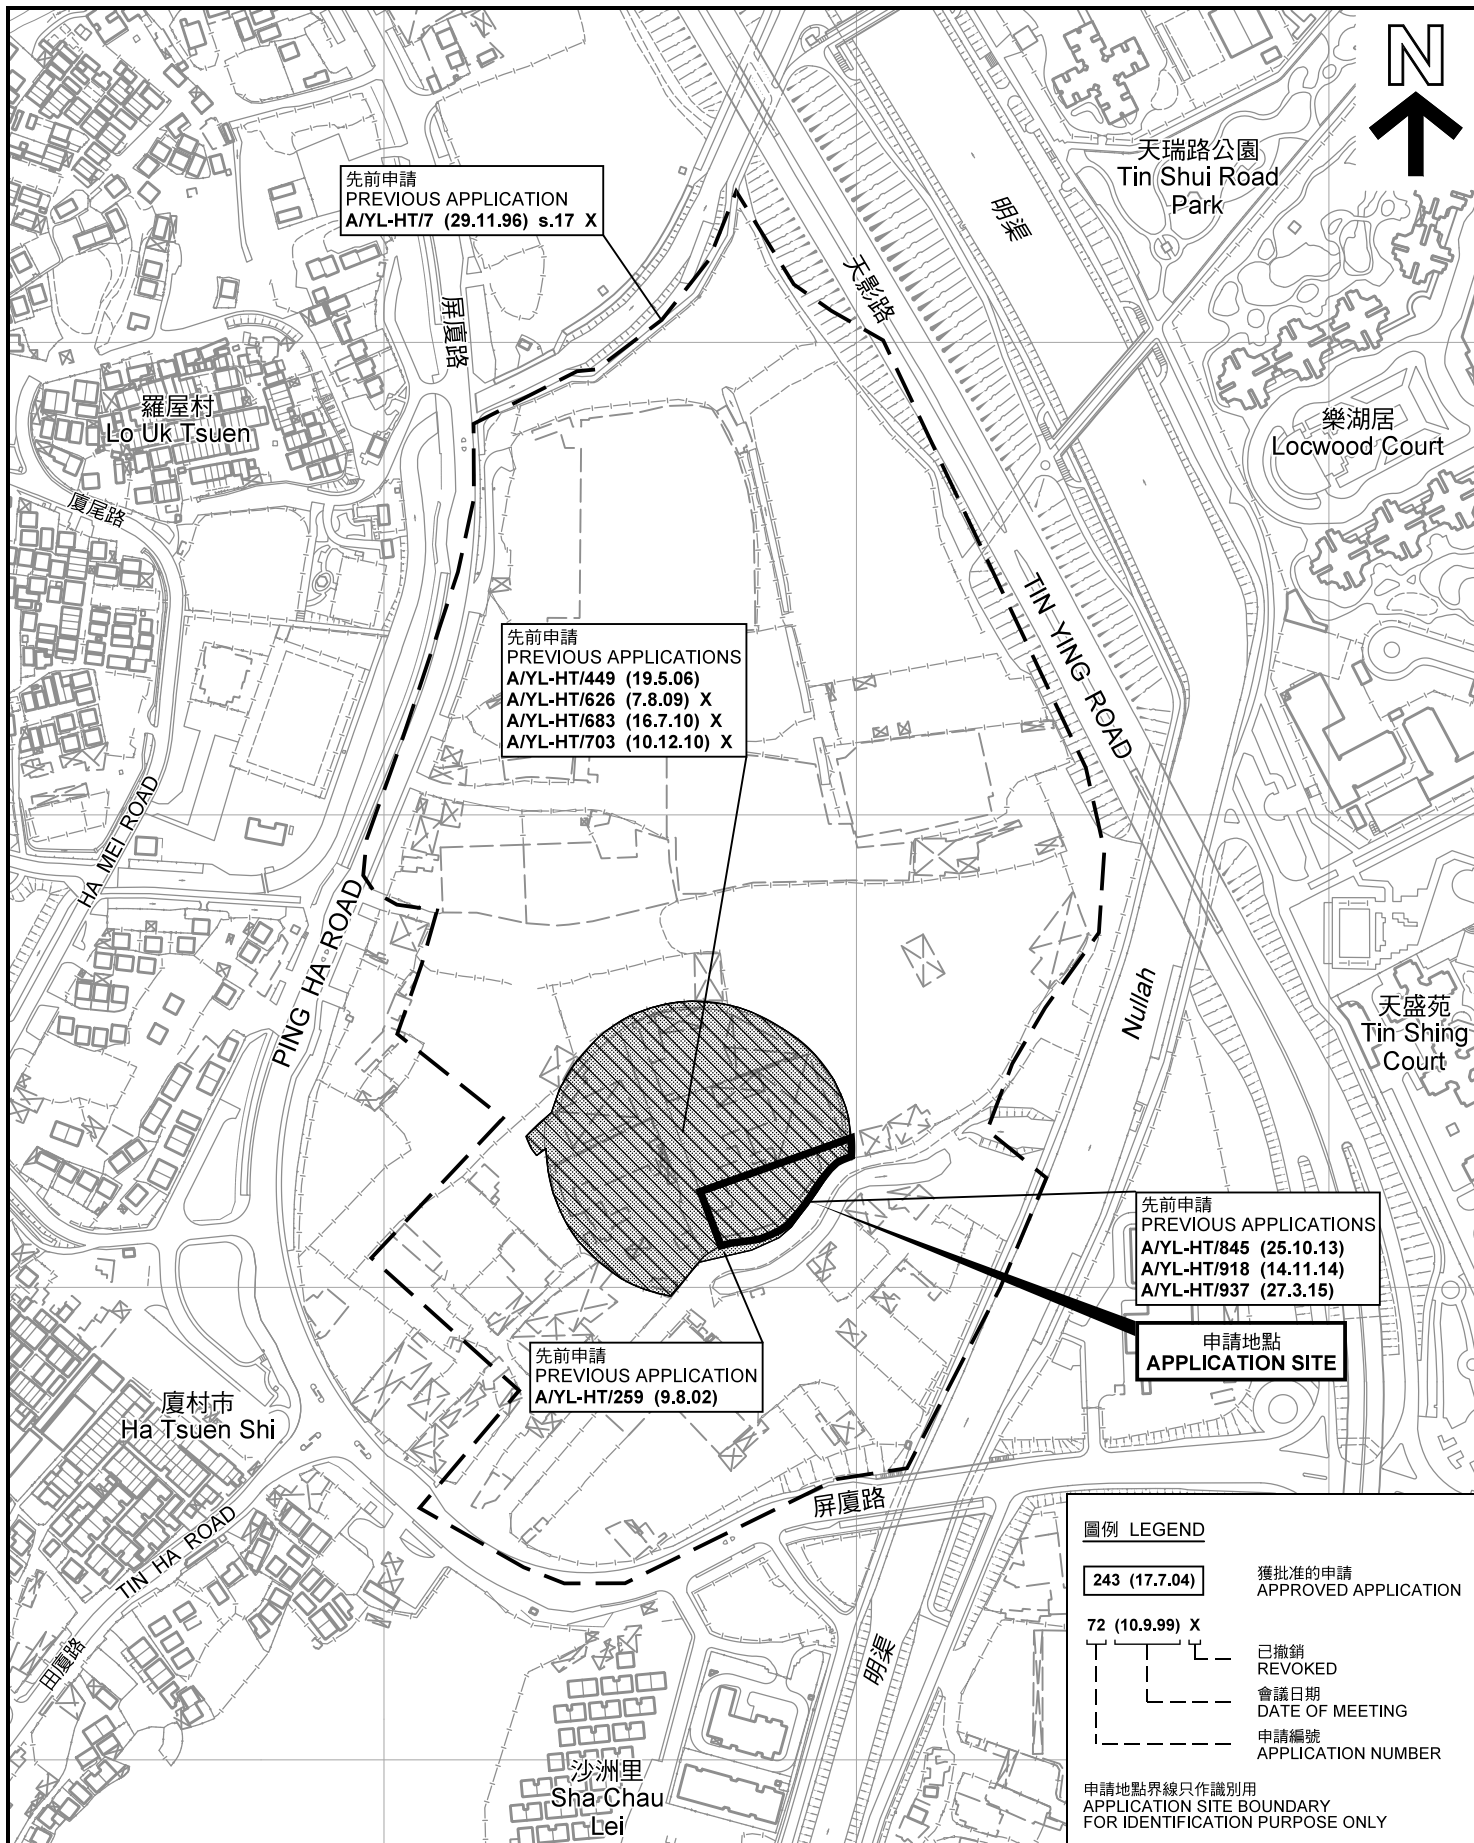 N
天瑞路公園
Tin Shui Road
Park
明渠
先前申請
PREVIOUS APPLICATION
A/YL-HT/7 (29.11.96) s.17 X
天影路
屏廈路
羅屋村
Lo Uk Tsuen
樂湖居
Locwood Court
廈尾路
TIN YING ROAD
先前申請
PREVIOUS APPLICATIONS
A/YL-HT/449 (19.5.06)
A/YL-HT/626 (7.8.09) X
A/YL-HT/683 (16.7.10) X
A/YL-HT/703 (10.12.10) X
HA MEI ROAD
PING HA ROAD
Nullah
天盛苑
Tin Shing
Court
先前申請
PREVIOUS APPLICATIONS
A/YL-HT/845 (25.10.13)
A/YL-HT/918 (14.11.14)
A/YL-HT/937 (27.3.15)
申請地點
APPLICATION SITE
先前申請
PREVIOUS APPLICATION
A/YL-HT/259 (9.8.02)
廈村市
Ha Tsuen Shi
屏廈路
TIN HA ROAD
田廈路
明渠
沙洲里
Sha Chau
Lei
圖例 LEGEND
243 (17.7.04)
獲批准的申請
APPROVED APPLICATION
72 (10.9.99) X
已撤銷
REVOKED
會議日期
DATE OF MEETING
申請編號
APPLICATION NUMBER
申請地點界線只作識別用
APPLICATION SITE BOUNDARY
FOR IDENTIFICATION PURPOSE ONLY